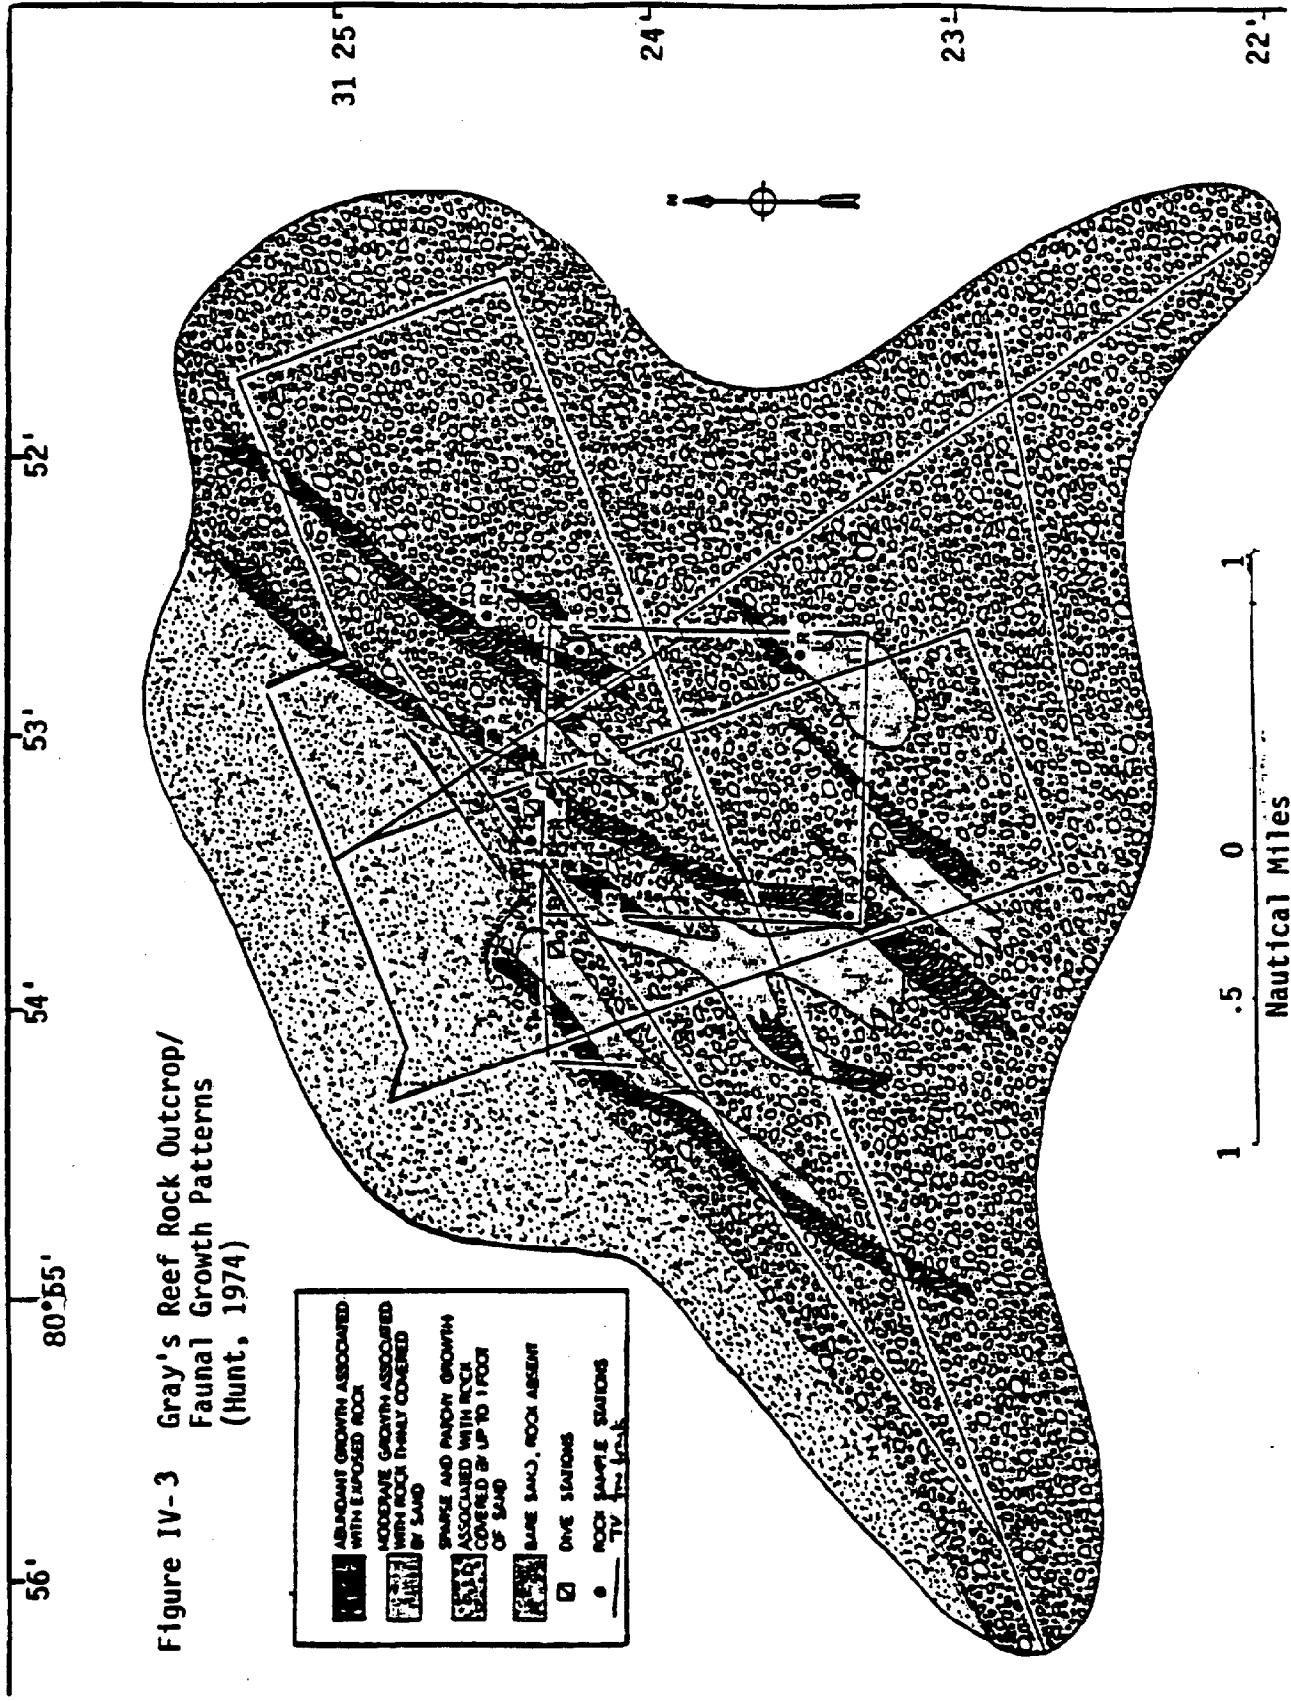 Figure IV-3 Gray's Reef Rock Outcrop/
Faunal Growth Patterns
(Hunt, 1974)
56'
80°55'
54'
53'
52'
31 25'
24'
23'
22'
N
ABUNDANT GROWTH ASSOCIATED
WITH EXPOSED ROCK
MODERATE GROWTH ASSOCIATED
WITH ROCK THINLY COVERED
BY SAND
SPARSE AND PATCHY GROWTH
ASSOCIATED WITH ROCK
COVERED BY UP TO 1 FOOT
OF SAND
BARE SAND, ROCK ABSENT
DIVE STATIONS
ROCK SAMPLE STATIONS
TV
R
R
R
R
R
1 .5 0 1
Nautical Miles